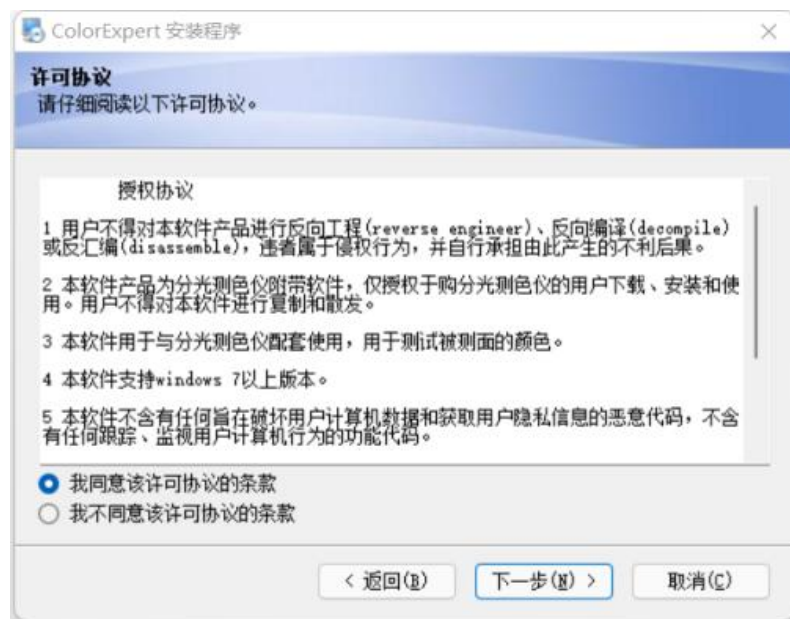 ColorExpert 安装程序
许可协议
请仔细阅读以下许可协议。
授权协议
1 用户不得对本软件产品进行反向工程(reverse engineer)、反向编译(decompile)
或反汇编(disassemble)，违者属于侵权行为，并自行承担由此产生的不利后果。
2 本软件产品为分光测色仪附带软件，仅授权于购分光测色仪的用户下载、安装和使
用。用户不得对本软件进行复制和散发。
3 本软件用于与分光测色仪配套使用，用于测试被测面的颜色。
4 本软件支持windows 7以上版本。
5 本软件不含有任何旨在破坏用户计算机数据和获取用户隐私信息的恶意代码，不含
有任何跟踪、监视用户计算机行为的功能代码。
我同意该许可协议的条款
我不同意该许可协议的条款
< 返回(B) 下一步(N) > 取消(C)